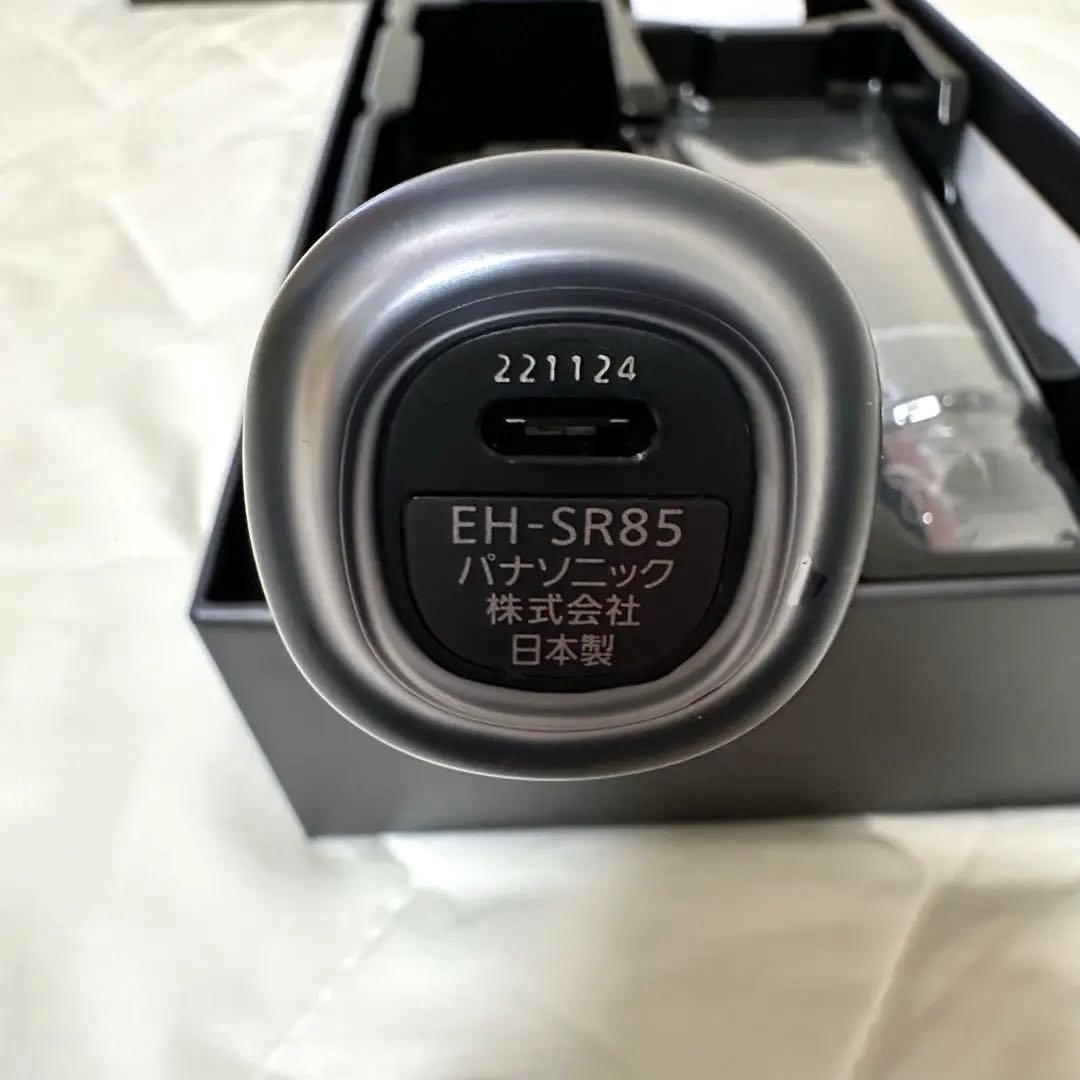 221124
EH-SR85
パナソニック
株式会社
日本製